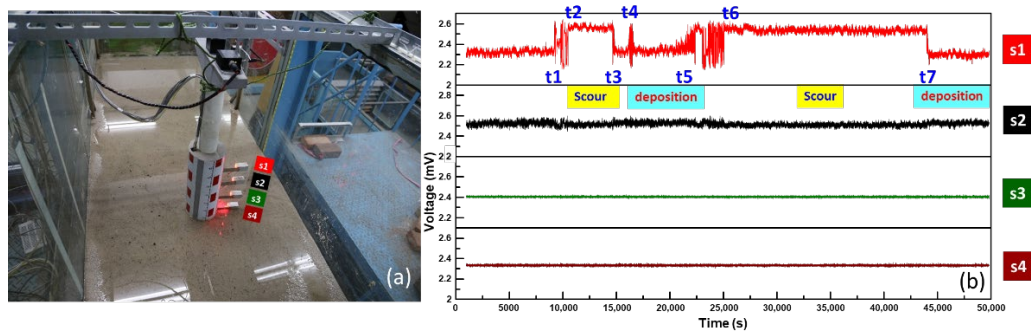 s1
s2
s3
s4
(a)
t2 t4 t6
t1 t3 t5 t7
Scour deposition Scour deposition
2.6
2.4
2.2
2
2.6
2.4
2.2
2.6
2.4
2.2
2.6
2.4
2.2
2
Voltage (mV)
0 5,000 10,000 15,000 20,000 25,000 30,000 35,000 40,000 45,000 50,000
Time (s)
(b)
s1
s2
s3
s4